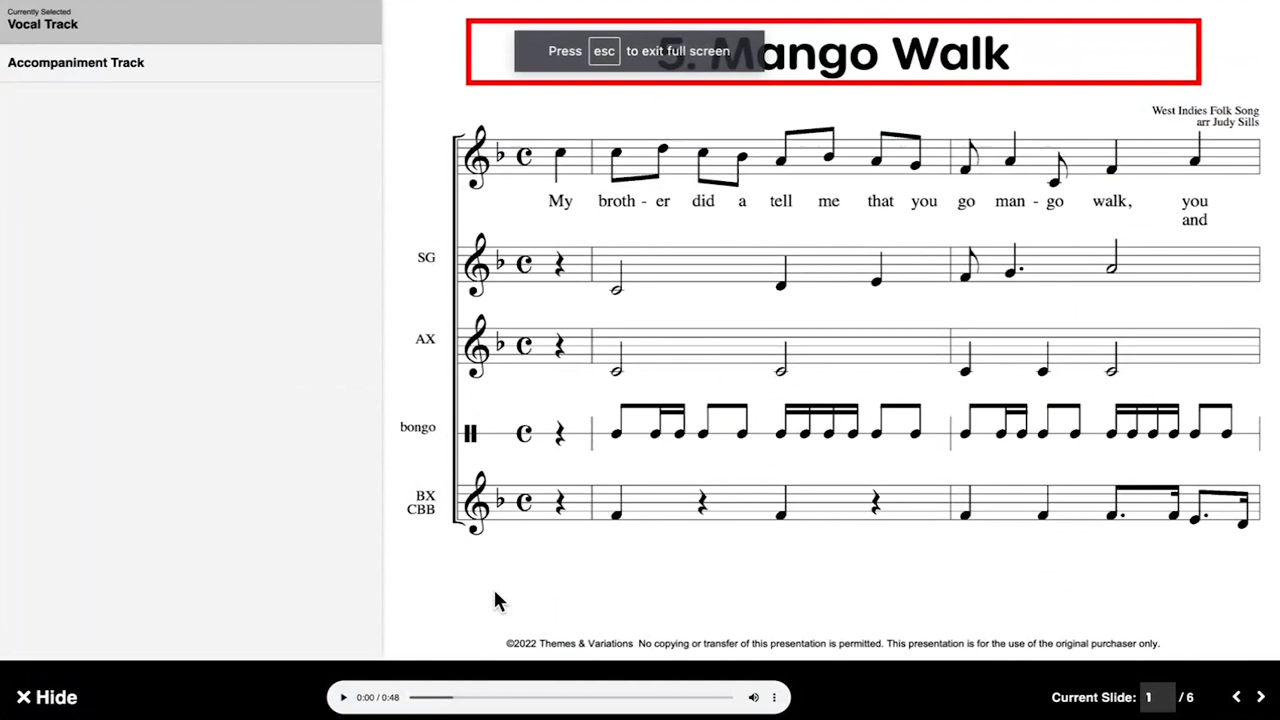 Currently Selected
Vocal Track
Accompaniment Track
Press esc to exit full screen
5. Mango Walk
West Indies Folk Song
arr Judy Sills
My broth - er did a tell me that you go man - go walk, you
and
SG
AX
bongo
BX
CBB
©2022 Themes & Variations No copying or transfer of this presentation is permitted. This presentation is for the use of the original purchaser only.
✕ Hide
0:00 / 0:48
Current Slide: 1 / 6